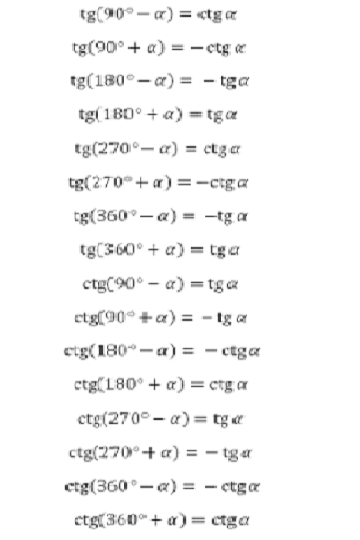 tg(90° − α) = ctg α
tg(90° + α) = −ctg α
tg(180° − α) = − tg α
tg(180° + α) = tg α
tg(270° − α) = ctg α
tg(270° + α) = −ctg α
tg(360° − α) = −tg α
tg(360° + α) = tg α
ctg(90° − α) = tg α
ctg(90° + α) = − tg α
ctg(180° − α) = − ctg α
ctg(180° + α) = ctg α
ctg(270° − α) = tg α
ctg(270° + α) = − tg α
ctg(360° − α) = − ctg α
ctg(360° + α) = ctg α